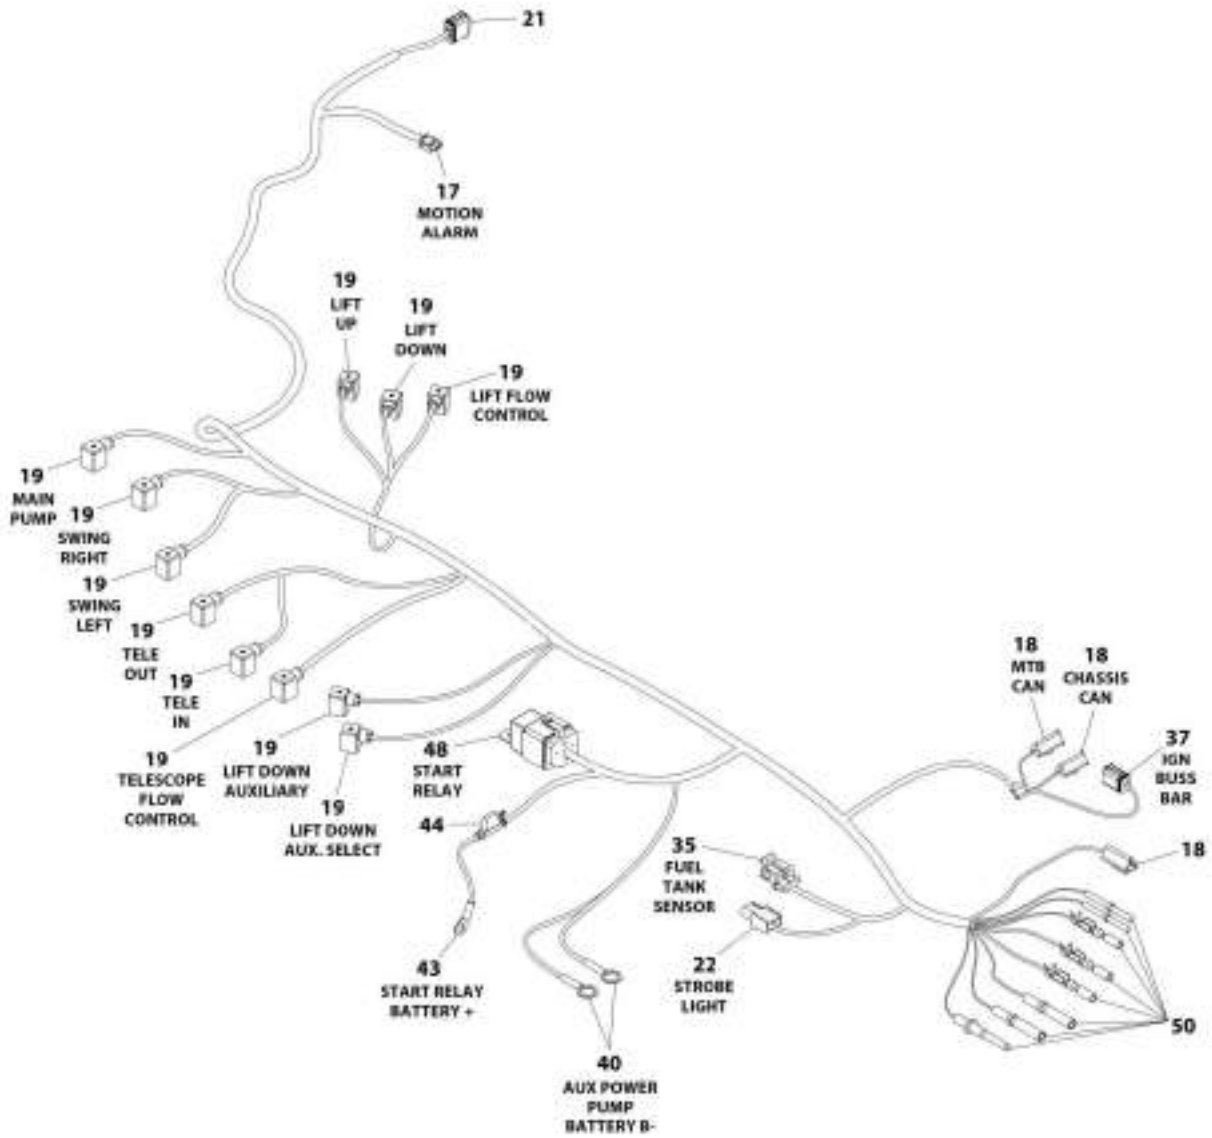 21
17
MOTION
ALARM
19
LIFT
UP
19
LIFT
DOWN
19
LIFT FLOW
CONTROL
19
MAIN
PUMP
19
SWING
RIGHT
19
SWING
LEFT
19
TELE
OUT
19
TELE
IN
19
TELESCOPE
FLOW
CONTROL
19
LIFT DOWN
AUXILIARY
19
LIFT DOWN
AUX. SELECT
48
START
RELAY
44
43
START RELAY
BATTERY +
40
AUX POWER
PUMP
BATTERY B-
35
FUEL
TANK
SENSOR
22
STROBE
LIGHT
18
MTB
CAN
18
CHASSIS
CAN
37
IGN
BUSS
BAR
18
50